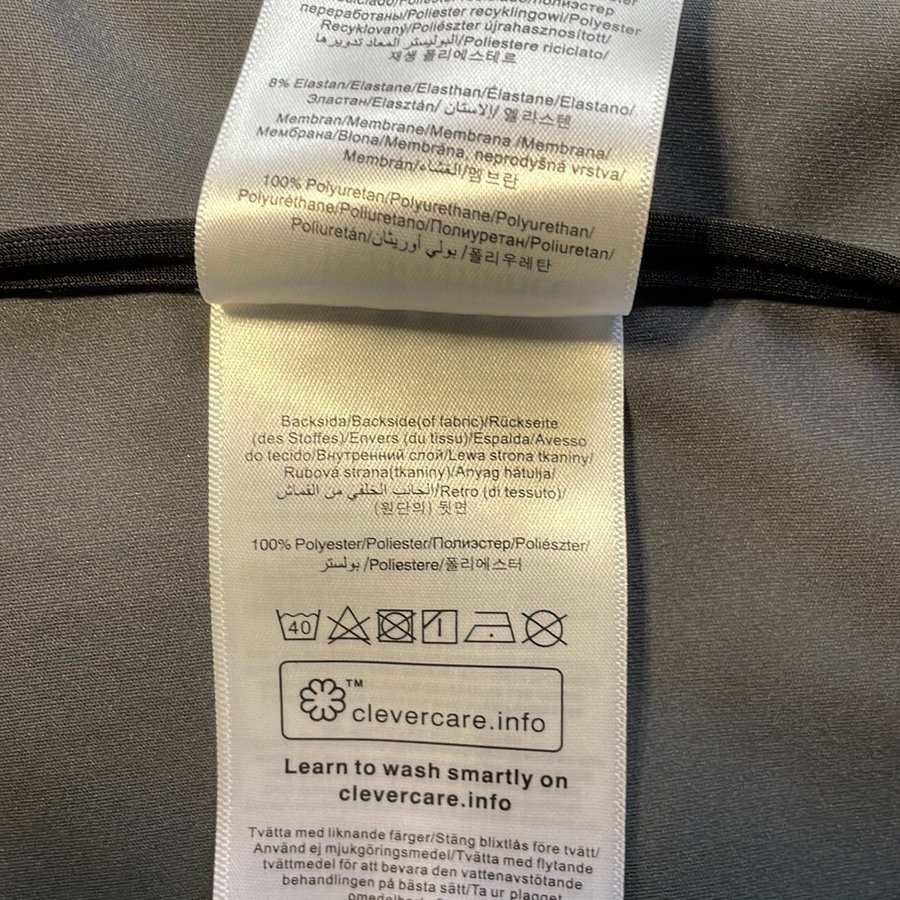 переработаны/Poliester recyklingowi/Polyester
Recyklovaný/Poliészter újrahasznosított/
البوليستر المعاد تدويرها/Poliestere riciclato/
재생 폴리에스테르
8% Elastan/Elastane/Elasthan/Élastane/Elastano/
Эластан/Elasztán/الاستان/엘라스텐
Membran/Membrane/Membrana /Membrana/
Мембрана/Błona/Membrána, neprodyšná vrstva/
Membrán/الغشاء/멤브란
100% Polyuretan/Polyurethane/Polyurethan/
Polyuréthane/Poliuretano/Полиуретан/Poliuretan/
Poliuretán/بولي أوريثان/폴리우레탄
Backsida/Backside(of fabric)/Rückseite
(des Stoffes)/Envers (du tissu)/Espalda/Avesso
do tecido/Внутренний слой/Lewa strona tkaniny/
Rubová strana(tkaniny)/Anyag hátulja/
الجانب الخلفي من القماش/Retro (di tessuto)/
(원단의) 뒷면
100% Polyester/Poliester/Полиэстер/Poliészter/
بولستر/Poliestere/폴리에스터
40
TM
clevercare.info
Learn to wash smartly on
clevercare.info
Tvätta med liknande färger/Stäng blixtlås före tvätt/
Använd ej mjukgöringsmedel/Tvätta med flytande
tvättmedel för att bevara den vattenavstötande
behandlingen på bästa sätt/Ta ur plagget
omedelbart